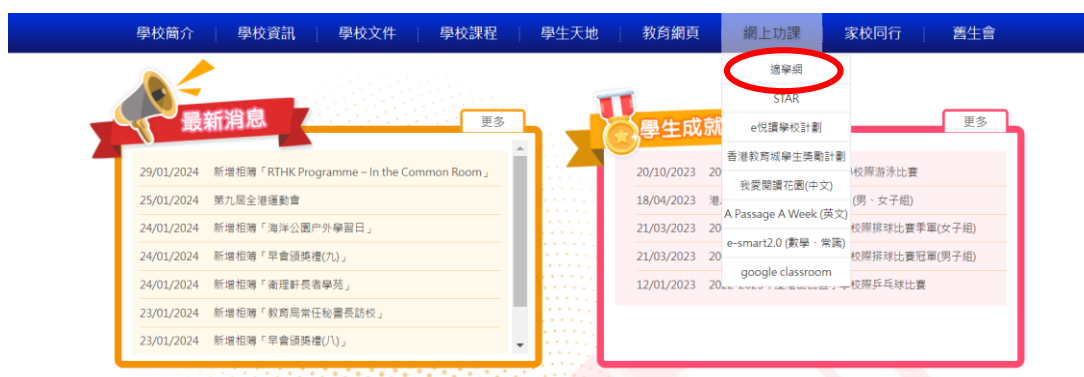 學校簡介 學校資訊 學校文件 學校課程 學生天地 教育網頁 網上功課 家校同行 舊生會
適學網
STAR
e悅讀學校計劃
香港教育城學生獎勵計劃
我愛閱讀花園(中文)
A Passage A Week (英文)
e-smart2.0 (數學、常識)
google classroom
最新消息
更多
29/01/2024 新增相簿「RTHK Programme – In the Common Room」
25/01/2024 第九屆全港運動會
24/01/2024 新增相簿「海洋公園户外學習日」
24/01/2024 新增相簿「早會頒獎禮(九)」
24/01/2024 新增相簿「衞理軒長者學苑」
23/01/2024 新增相簿「教育局常任秘書長訪校」
23/01/2024 新增相簿「早會頒獎禮(八)」
學生成就
更多
20/10/2023 20 校際游泳比賽
18/04/2023 港 (男、女子組)
21/03/2023 20 校際排球比賽季軍(女子組)
21/03/2023 20 校際排球比賽冠軍(男子組)
12/01/2023 校際乒乓球比賽